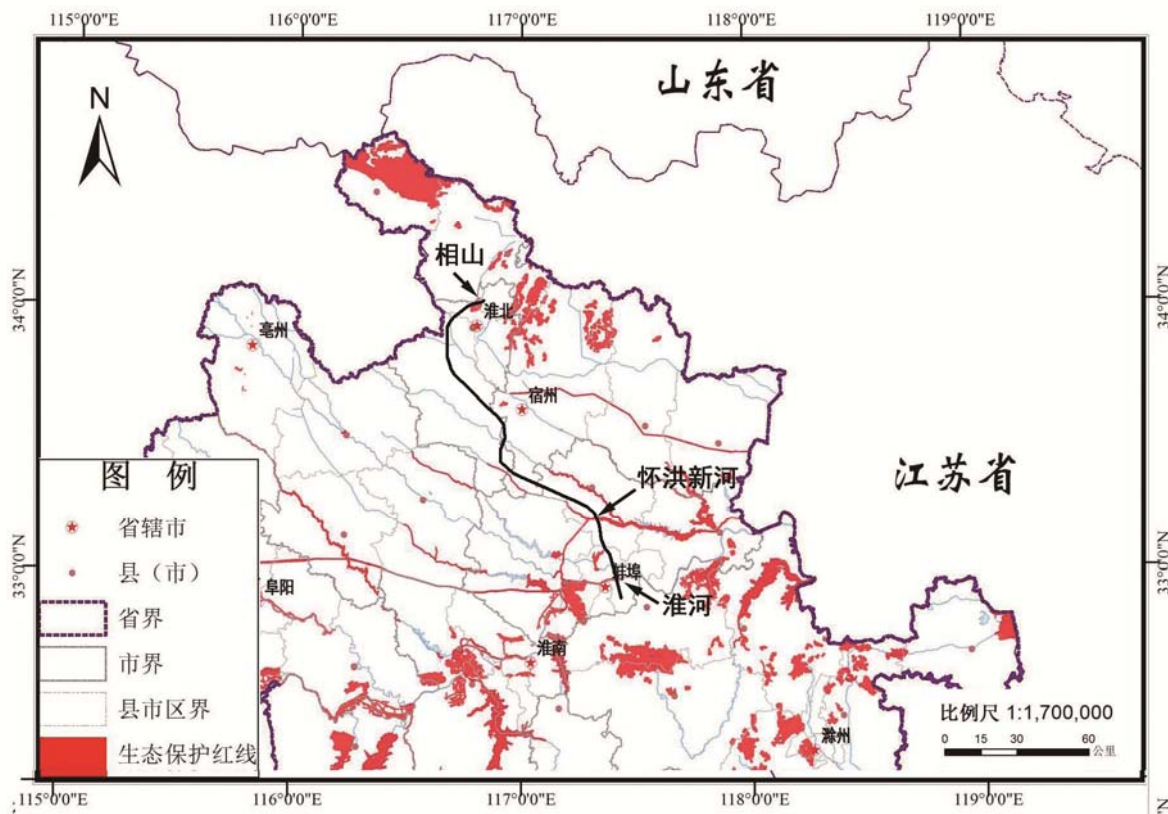 115°0'0"E 116°0'0"E 117°0'0"E 118°0'0"E 119°0'0"E
山东省
N
相山
34°0'0"N
34°0'0"N
淮北
亳州
宿州
江苏省
怀洪新河
图 例
省辖市
县（市）
省界
市界
县市区界
生态保护红线
33°0'0"N
33°0'0"N
蚌埠
阜阳
淮河
淮南
比例尺 1:1,700,000
0 15 30 60
公里
滁州
115°0'0"E 116°0'0"E 117°0'0"E 118°0'0"E 119°0'0"E